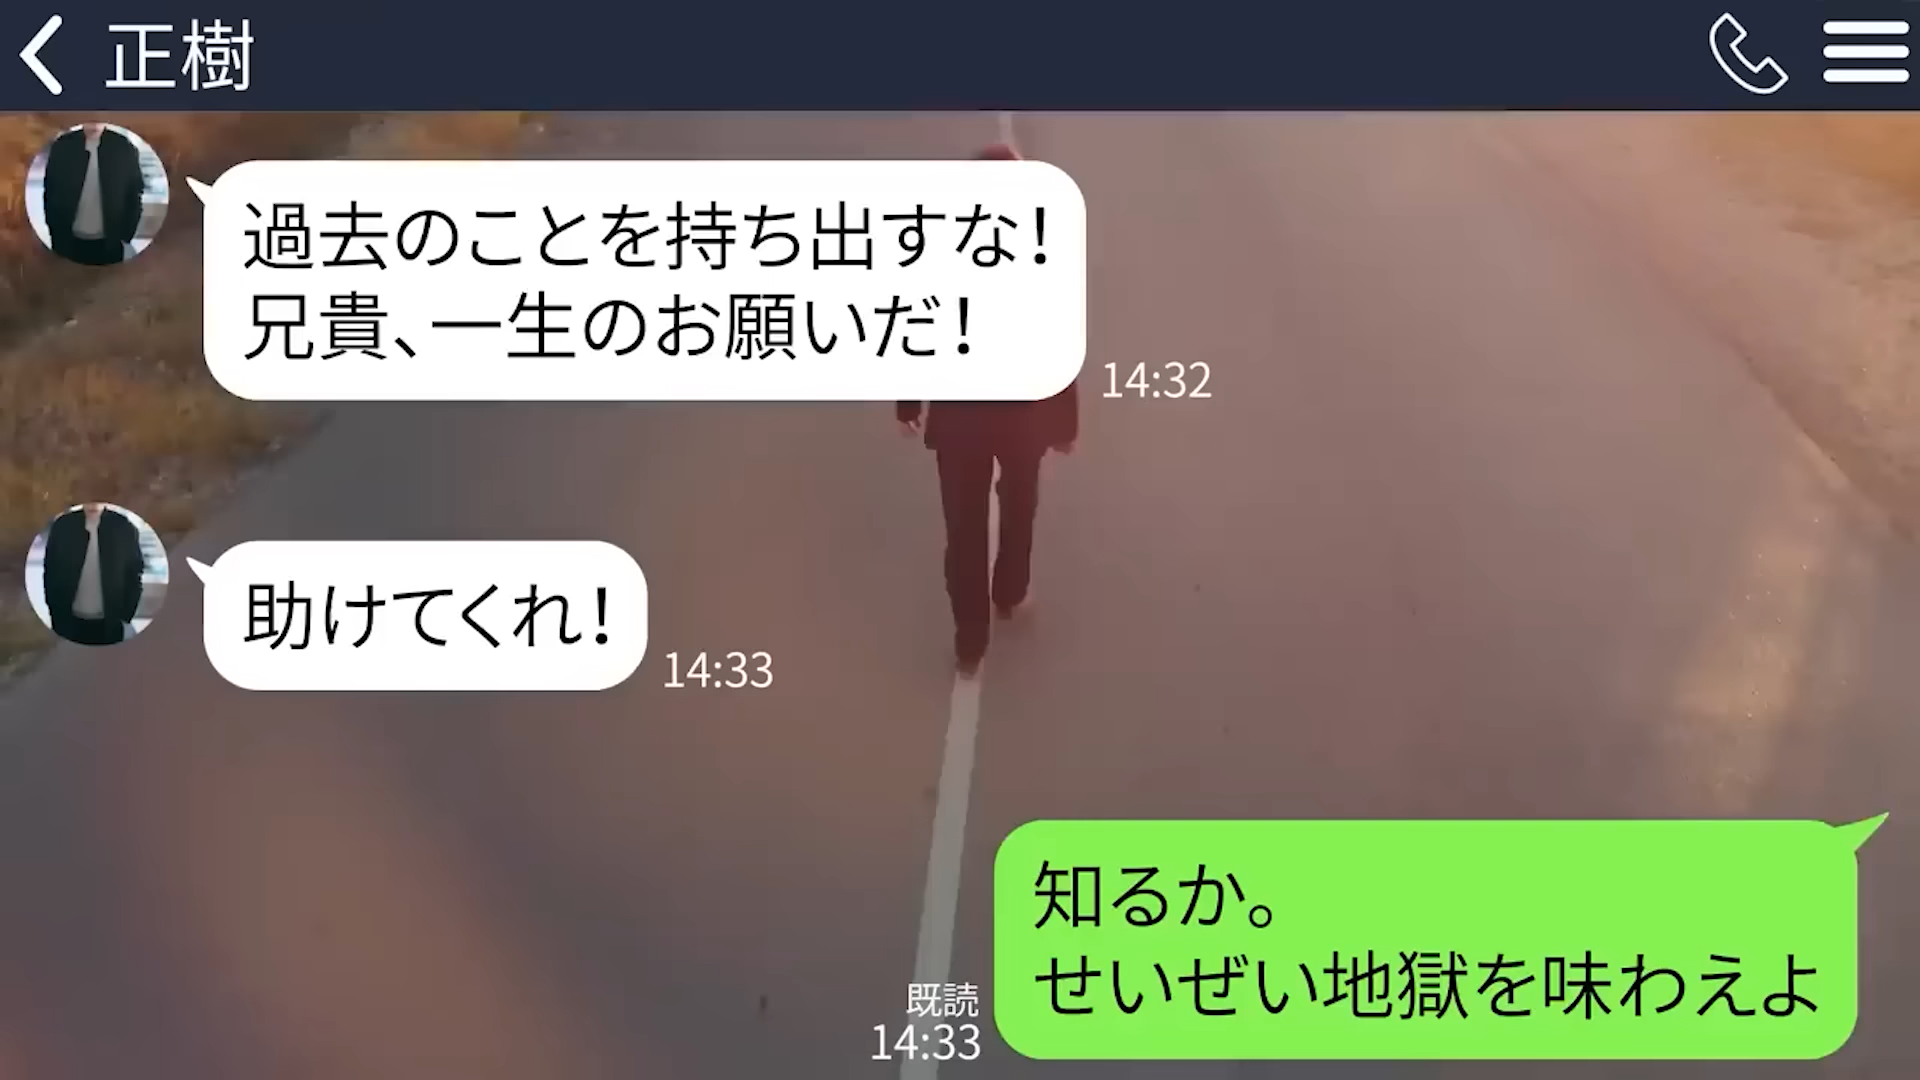 正樹
過去のことを持ち出すな！
兄貴、一生のお願いだ！
14:32
助けてくれ！
14:33
知るか。
せいぜい地獄を味わえよ
既読
14:33